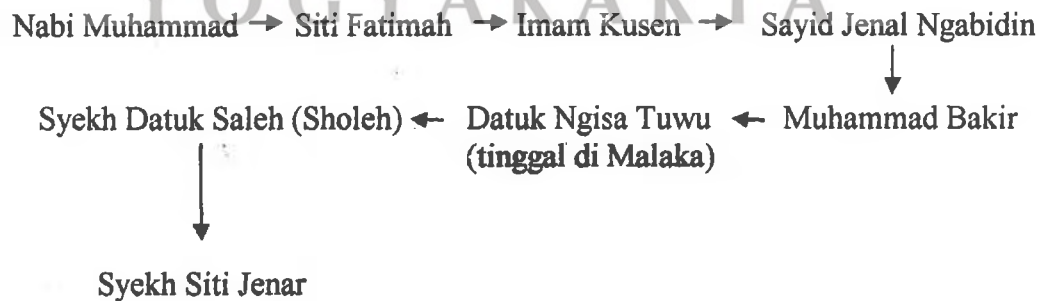 YOGYAKARTA
Nabi Muhammad → Siti Fatimah → Imam Kusen → Sayid Jenal Ngabidin
Syekh Datuk Saleh (Sholeh) ← Datuk Ngisa Tuwu ← Muhammad Bakir
(tinggal di Malaka)
Syekh Siti Jenar